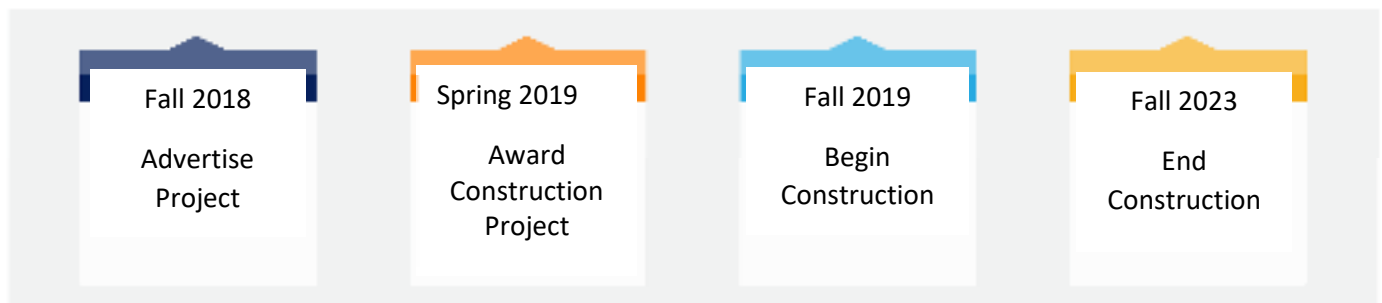 Fall 2018
Advertise
Project
Spring 2019
Award
Construction
Project
Fall 2019
Begin
Construction
Fall 2023
End
Construction